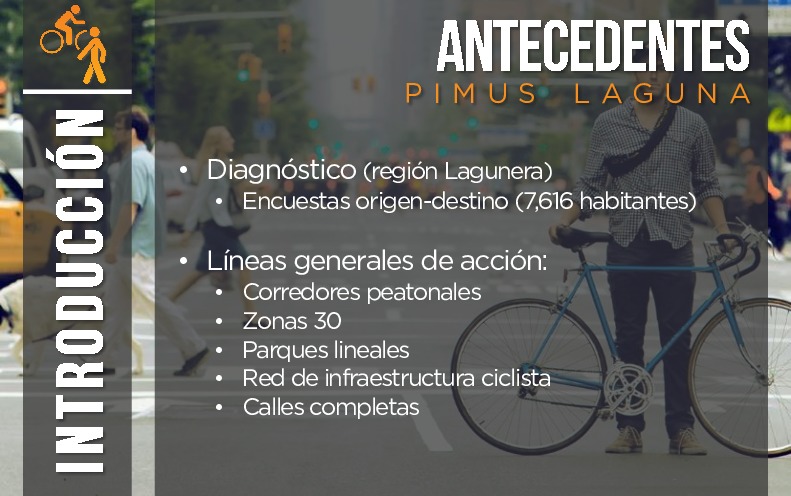 INTRODUCCIÓN
ANTECEDENTES
PIMUS LAGUNA
• Diagnóstico (región Lagunera)
• Encuestas origen-destino (7,616 habitantes)
• Líneas generales de acción:
• Corredores peatonales
• Zonas 30
• Parques lineales
• Red de infraestructura ciclista
• Calles completas